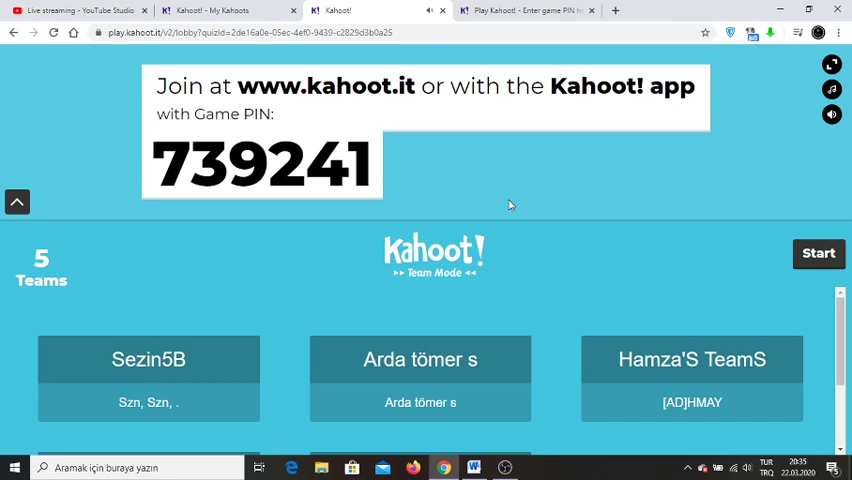 Live streaming - YouTube Studio
Kahoot! - My Kahoots
Kahoot!
Play Kahoot! - Enter game PIN he
play.kahoot.it/v2/lobby?quizId=2de16a0e-05ec-4ef0-9439-c2829d3b0a25
Join at www.kahoot.it or with the Kahoot! app
with Game PIN:
739241
5
Teams
Kahoot!
Team Mode
Start
Sezin5B
Szn, Szn, .
Arda tömer s
Arda tömer s
Hamza'S TeamS
[AD]HMAY
Aramak için buraya yazın
TUR
TRQ
20:35
22.03.2020